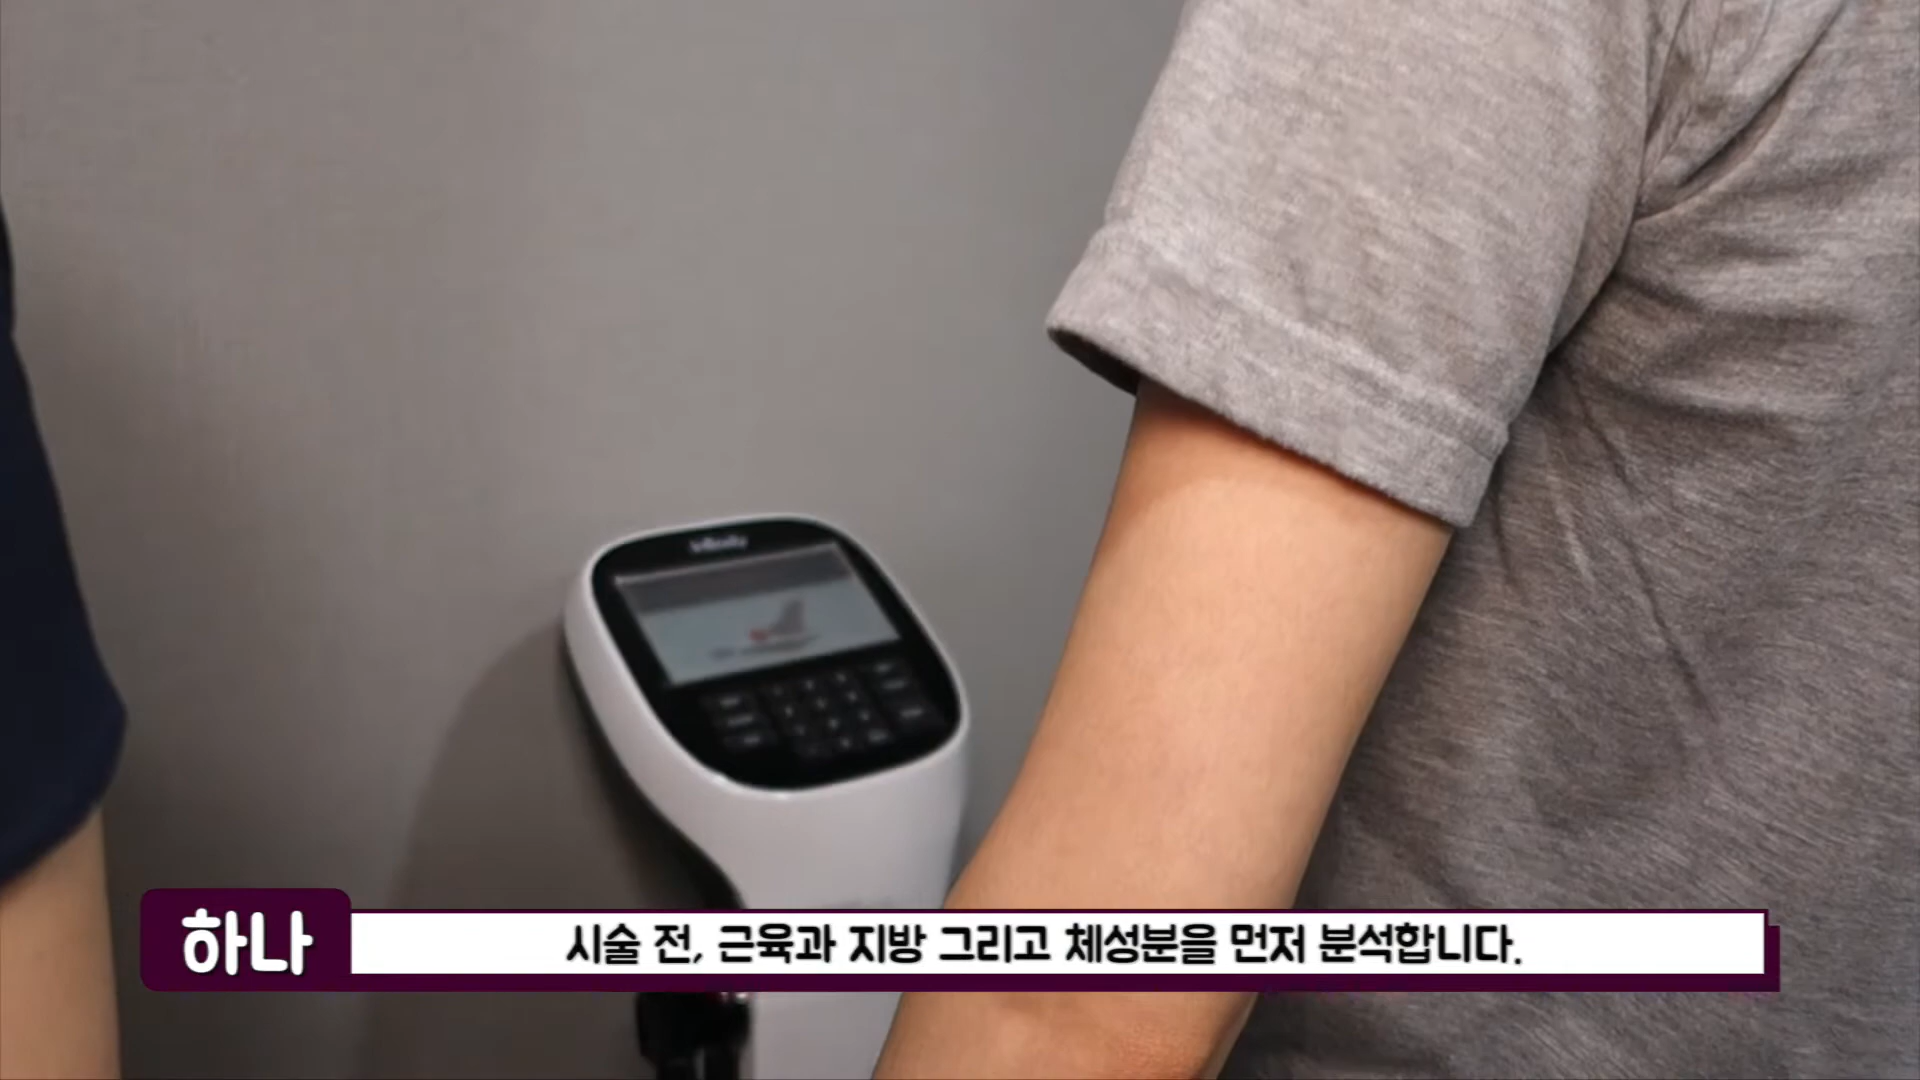 하나
시술 전, 근육과 지방 그리고 체성분을 먼저 분석합니다.